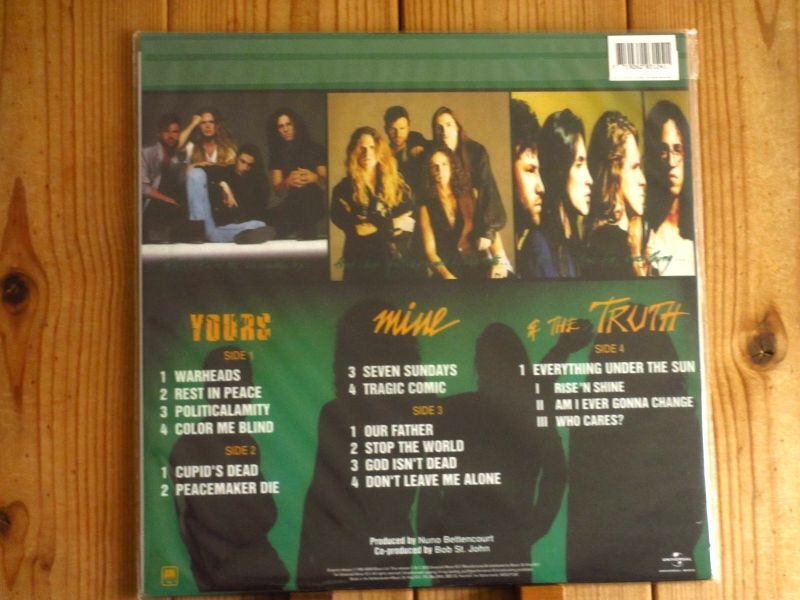 YOURS
SIDE 1
1 WARHEADS
2 REST IN PEACE
3 POLITICALAMITY
4 COLOR ME BLIND
SIDE 2
1 CUPID'S DEAD
2 PEACEMAKER DIE
mine
3 SEVEN SUNDAYS
4 TRAGIC COMIC
SIDE 3
1 OUR FATHER
2 STOP THE WORLD
3 GOD ISN'T DEAD
4 DON'T LEAVE ME ALONE
& THE TRUTH
SIDE 4
1 EVERYTHING UNDER THE SUN
I RISE 'N SHINE
II AM I EVER GONNA CHANGE
III WHO CARES?
Produced by Nuno Bettencourt
Co-produced by Bob St. John
A&M
UNIVERSAL